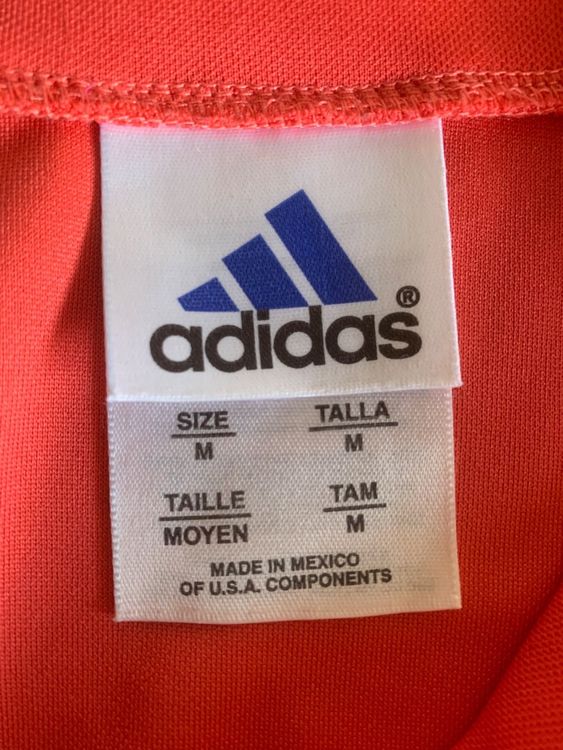 adidas®
SIZE
M
TALLA
M
TAILLE
MOYEN
TAM
M
MADE IN MEXICO
OF U.S.A. COMPONENTS